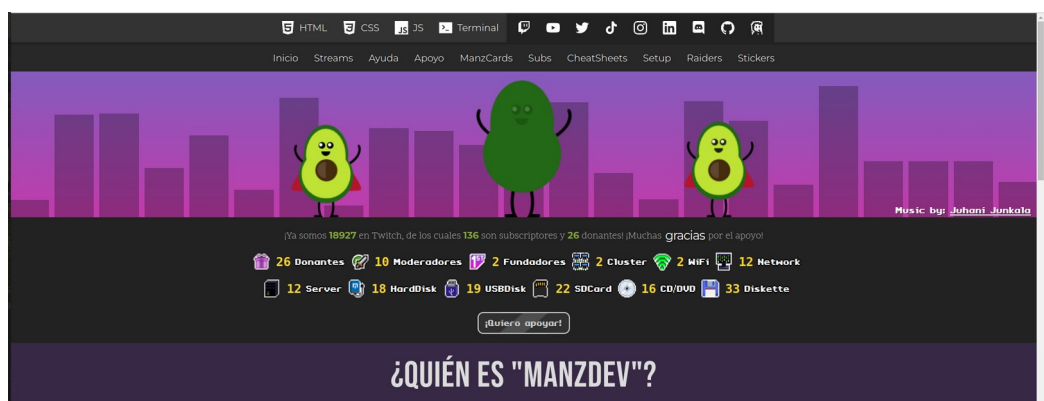 HTML CSS JS JS Terminal
Inicio Streams Ayuda Apoyo ManzCards Subs CheatSheets Setup Raiders Stickers
Music by: Juhani Junkala
¡Ya somos 18927 en Twitch, de los cuales 136 son subscriptores y 26 donantes! ¡Muchas gracias por el apoyo!
26 Donantes 10 Moderadores 1ST 2 Fundadores 2 Cluster 2 WiFi 12 Network
12 Server 18 HardDisk 19 USBDisk 22 SDCard 16 CD/DVD 33 Diskette
¡Quiero apoyar!
¿QUIÉN ES "MANZDEV"?